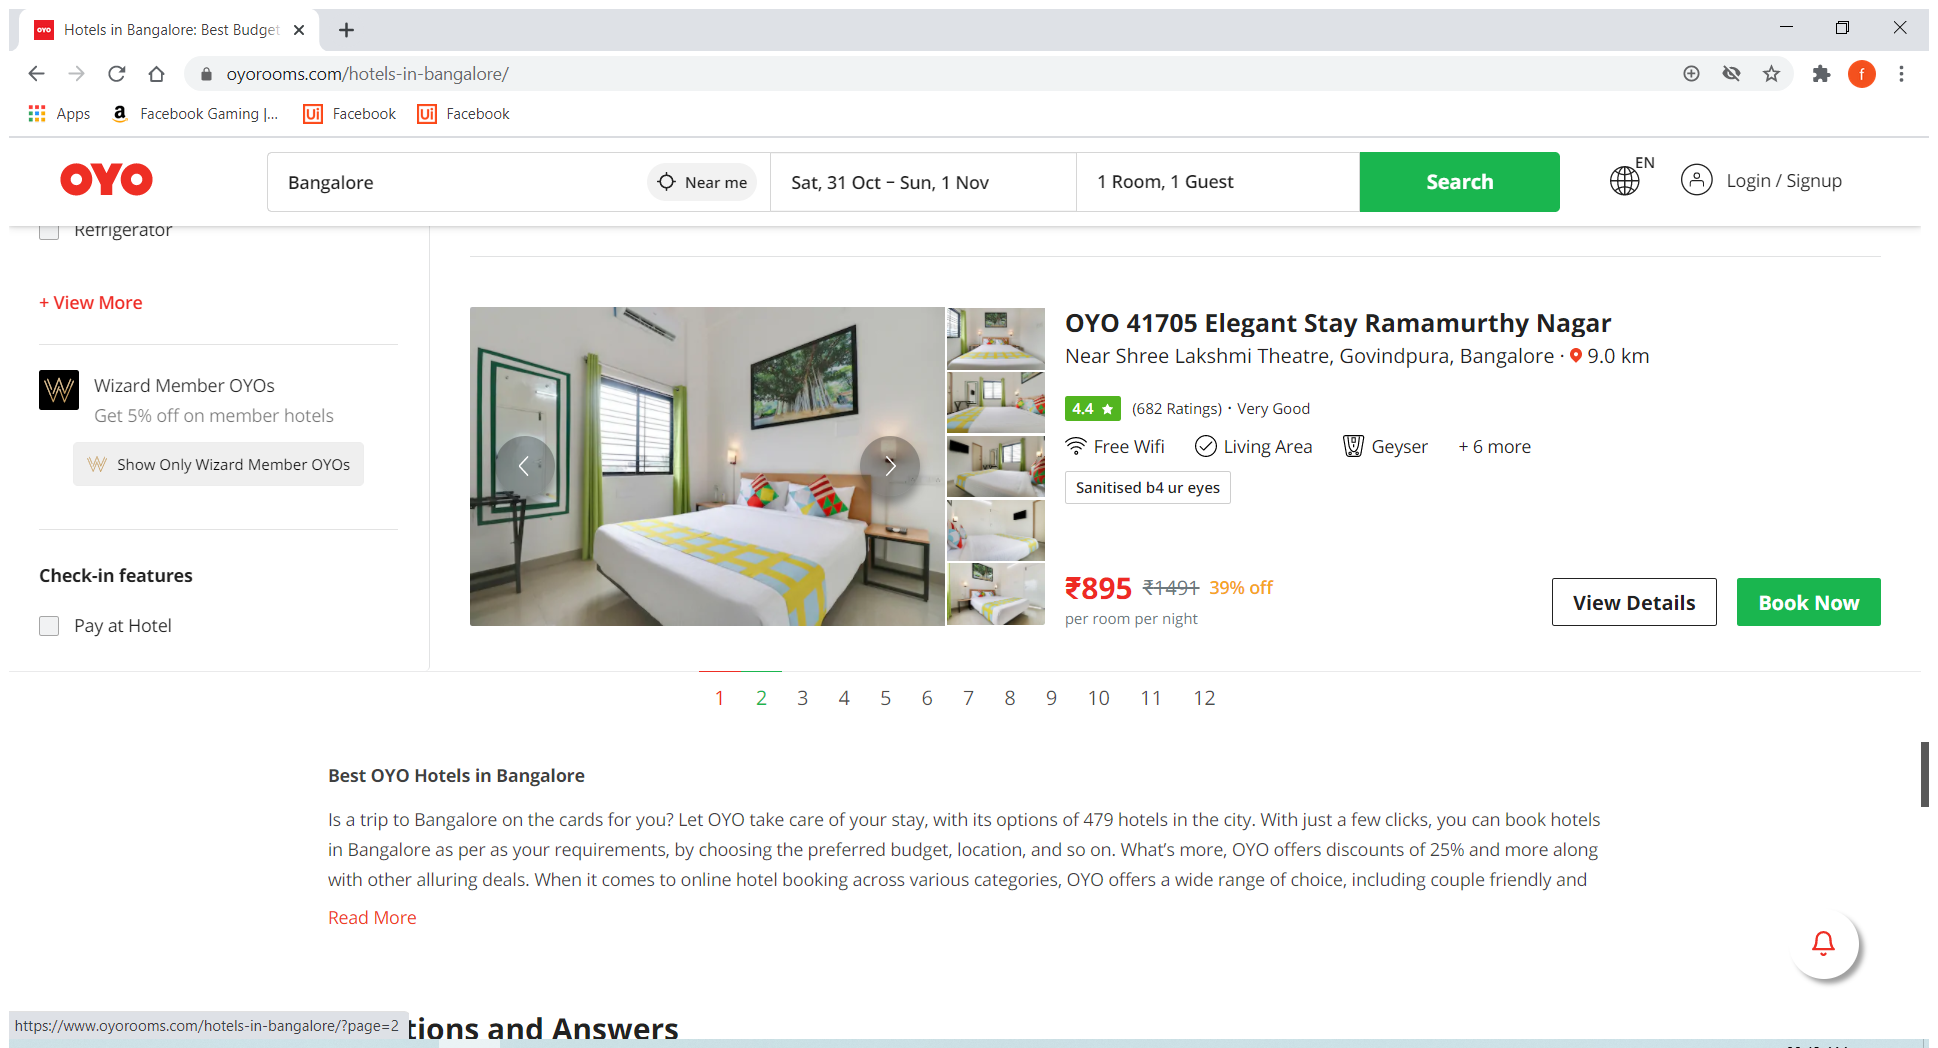 OYO
Hotels in Bangalore: Best Budget
oyorooms.com/hotels-in-bangalore/
f
Apps
a
Facebook Gaming |...
Ui
Facebook
Ui
Facebook
OYO
Bangalore
Near me
Sat, 31 Oct – Sun, 1 Nov
1 Room, 1 Guest
Search
EN
Login / Signup
Refrigerator
+ View More
W
Wizard Member OYOs
Get 5% off on member hotels
W Show Only Wizard Member OYOs
Check-in features
Pay at Hotel
OYO 41705 Elegant Stay Ramamurthy Nagar
Near Shree Lakshmi Theatre, Govindpura, Bangalore · 9.0 km
4.4 ★ (682 Ratings) · Very Good
Free Wifi Living Area Geyser + 6 more
Sanitised b4 ur eyes
₹895 ₹1491 39% off
per room per night
View Details
Book Now
1 2 3 4 5 6 7 8 9 10 11 12
Best OYO Hotels in Bangalore
Is a trip to Bangalore on the cards for you? Let OYO take care of your stay, with its options of 479 hotels in the city. With just a few clicks, you can book hotels
in Bangalore as per as your requirements, by choosing the preferred budget, location, and so on. What's more, OYO offers discounts of 25% and more along
with other alluring deals. When it comes to online hotel booking across various categories, OYO offers a wide range of choice, including couple friendly and
Read More
tions and Answers
https://www.oyorooms.com/hotels-in-bangalore/?page=2